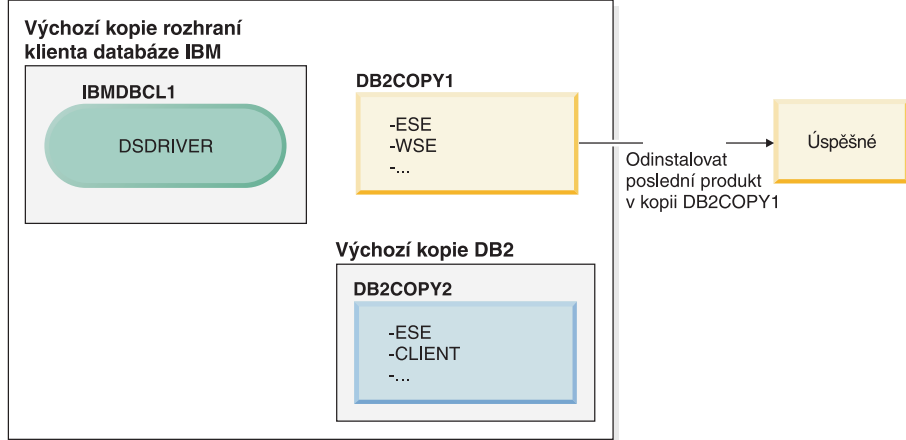 Výchozí kopie rozhraní
klienta databáze IBM
IBMDBCL1
DSDRIVER
DB2COPY1
-ESE
-WSE
-...
Odinstalovat
poslední produkt
v kopii DB2COPY1
Úspěšné
Výchozí kopie DB2
DB2COPY2
-ESE
-CLIENT
-...